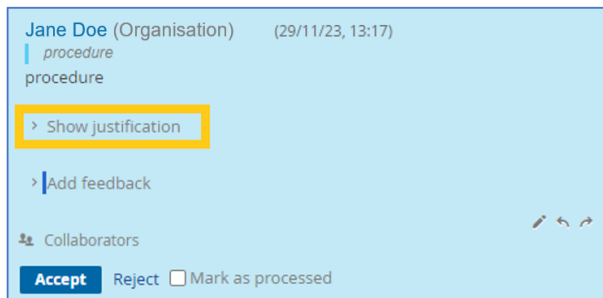 Jane Doe (Organisation) (29/11/23, 13:17)
procedure
procedure
Show justification
Add feedback
Collaborators
Accept Reject Mark as processed